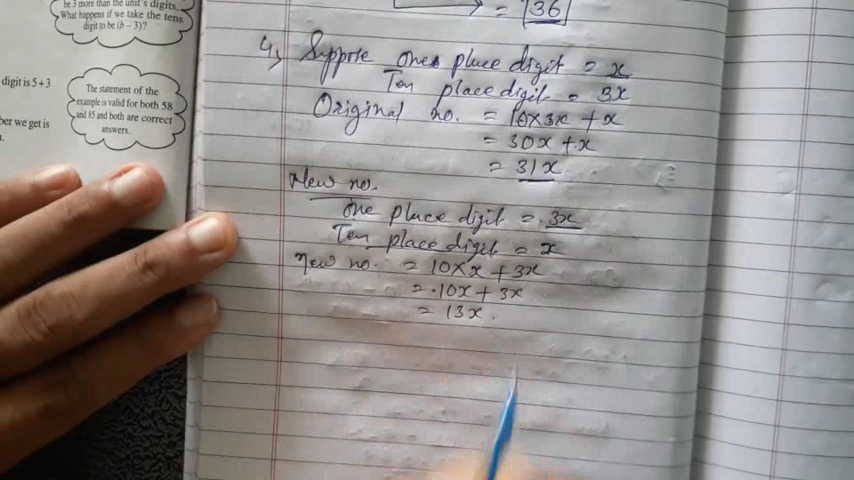 be 3 more than the unit's digits.
What happens if we take the tens
digit to be (b – 3)?
digit is 5 + 3
The statement of the
example is valid for both 58
and 85 and both are correct
answers.
ber we get is
= 36
4, Suppose one place digit = x
Ten place digit = 3x
Original no. = 10×3x + x
= 30x + x
= 31x
New no.
One place digit = 3x
Ten place digit = x
New no. = 10×x + 3x
= 10x + 3x
= 13x.